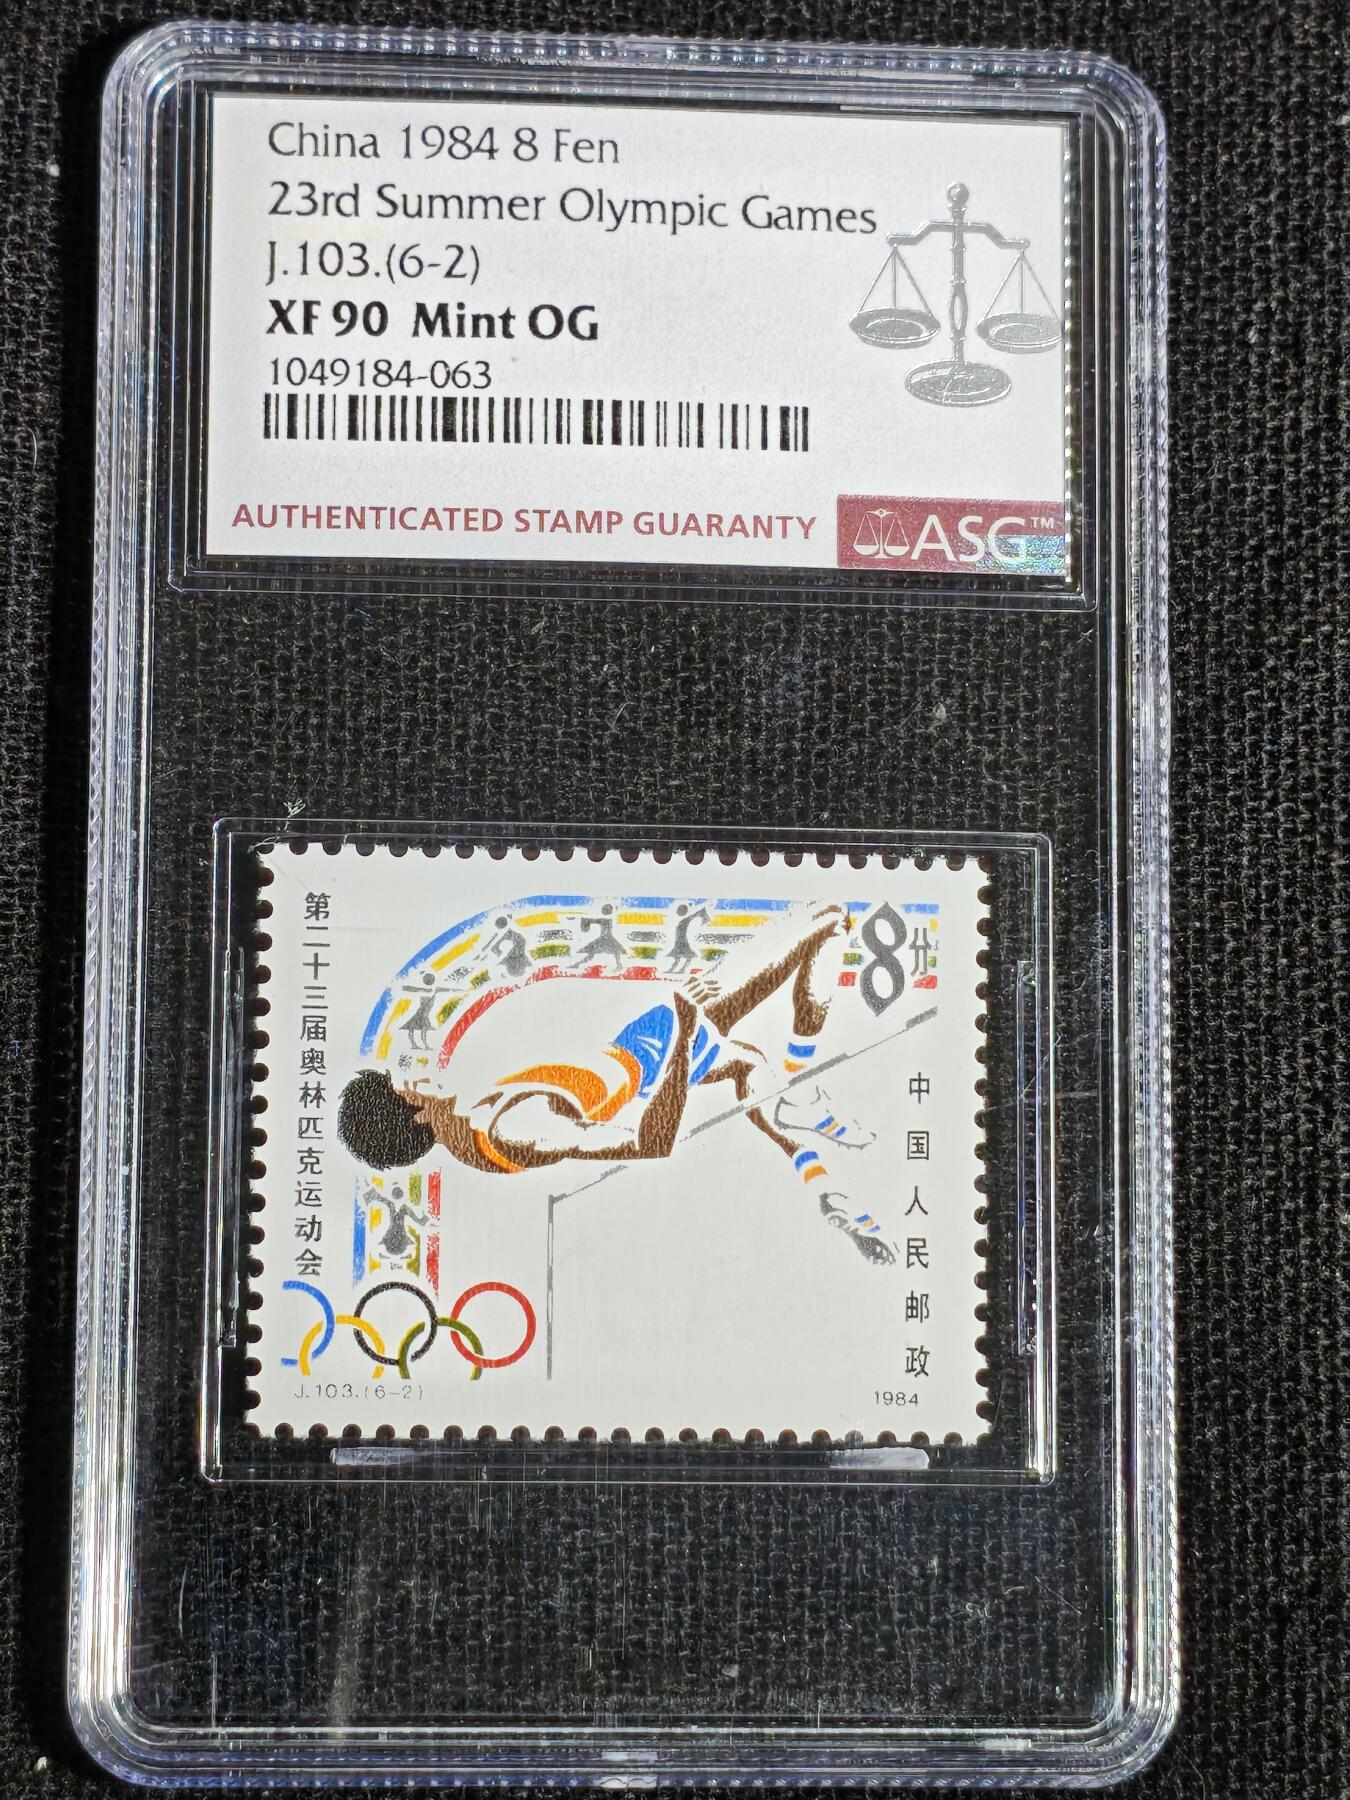 China 1984 8 Fen
23rd Summer Olympic Games
J.103.(6-2)
XF 90 Mint OG
1049184-063
AUTHENTICATED STAMP GUARANTY
ASG™
第二十三届奥林匹克运动会
8分
中国人民邮政
J.103.(6-2)
1984